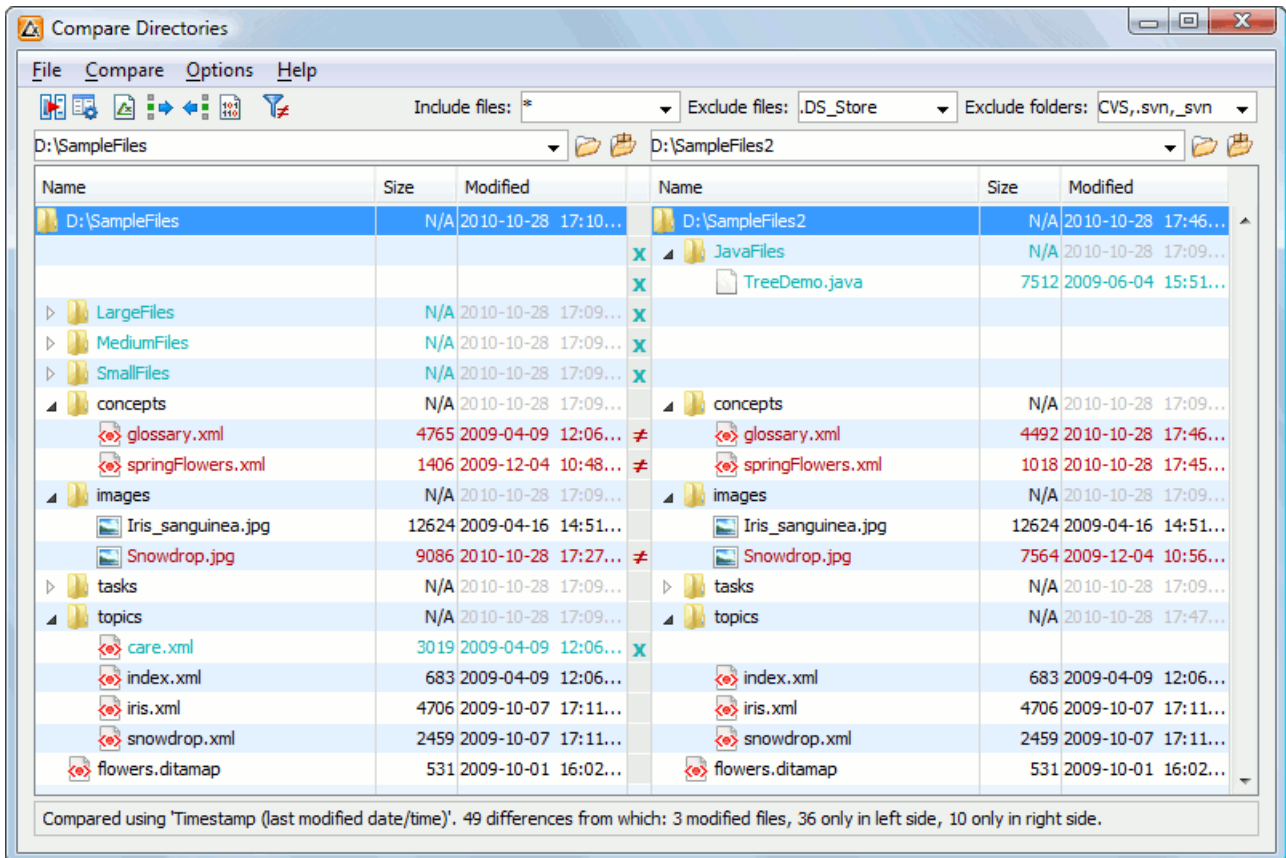 Compare Directories
File Compare Options Help
Include files: * Exclude files: .DS_Store Exclude folders: CVS,.svn,_svn
D:\SampleFiles D:\SampleFiles2
Name Size Modified Name Size Modified
D:\SampleFiles N/A 2010-10-28 17:10... D:\SampleFiles2 N/A 2010-10-28 17:46...
X JavaFiles N/A 2010-10-28 17:09...
X TreeDemo.java 7512 2009-06-04 15:51...
LargeFiles N/A 2010-10-28 17:09... X
MediumFiles N/A 2010-10-28 17:09... X
SmallFiles N/A 2010-10-28 17:09... X
concepts N/A 2010-10-28 17:09... concepts N/A 2010-10-28 17:09...
glossary.xml 4765 2009-04-09 12:06... ≠ glossary.xml 4492 2010-10-28 17:46...
springFlowers.xml 1406 2009-12-04 10:48... ≠ springFlowers.xml 1018 2010-10-28 17:45...
images N/A 2010-10-28 17:09... images N/A 2010-10-28 17:09...
Iris_sanguinea.jpg 12624 2009-04-16 14:51... Iris_sanguinea.jpg 12624 2009-04-16 14:51...
Snowdrop.jpg 9086 2010-10-28 17:27... ≠ Snowdrop.jpg 7564 2009-12-04 10:56...
tasks N/A 2010-10-28 17:09... tasks N/A 2010-10-28 17:09...
topics N/A 2010-10-28 17:09... topics N/A 2010-10-28 17:47...
care.xml 3019 2009-04-09 12:06... X
index.xml 683 2009-04-09 12:06... index.xml 683 2009-04-09 12:06...
iris.xml 4706 2009-10-07 17:11... iris.xml 4706 2009-10-07 17:11...
snowdrop.xml 2459 2009-10-07 17:11... snowdrop.xml 2459 2009-10-07 17:11...
flowers.ditamap 531 2009-10-01 16:02... flowers.ditamap 531 2009-10-01 16:02...
Compared using 'Timestamp (last modified date/time)'. 49 differences from which: 3 modified files, 36 only in left side, 10 only in right side.